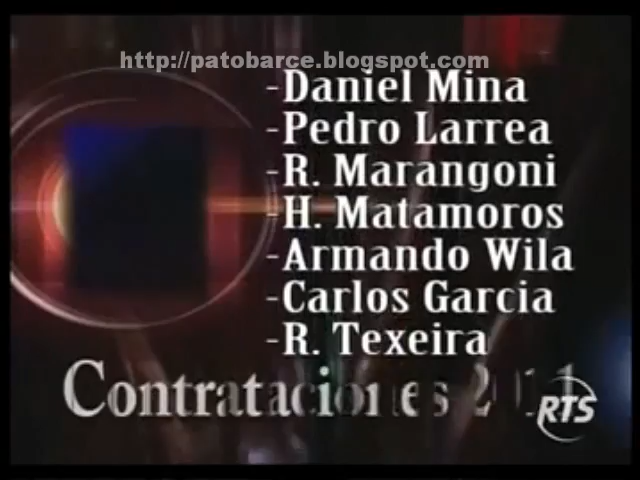 http://patobarce.blogspot.com
-Daniel Mina
-Pedro Larrea
-R. Marangoni
-H. Matamoros
-Armando Wila
-Carlos Garcia
-R. Texeira
Contrataciones
RTS